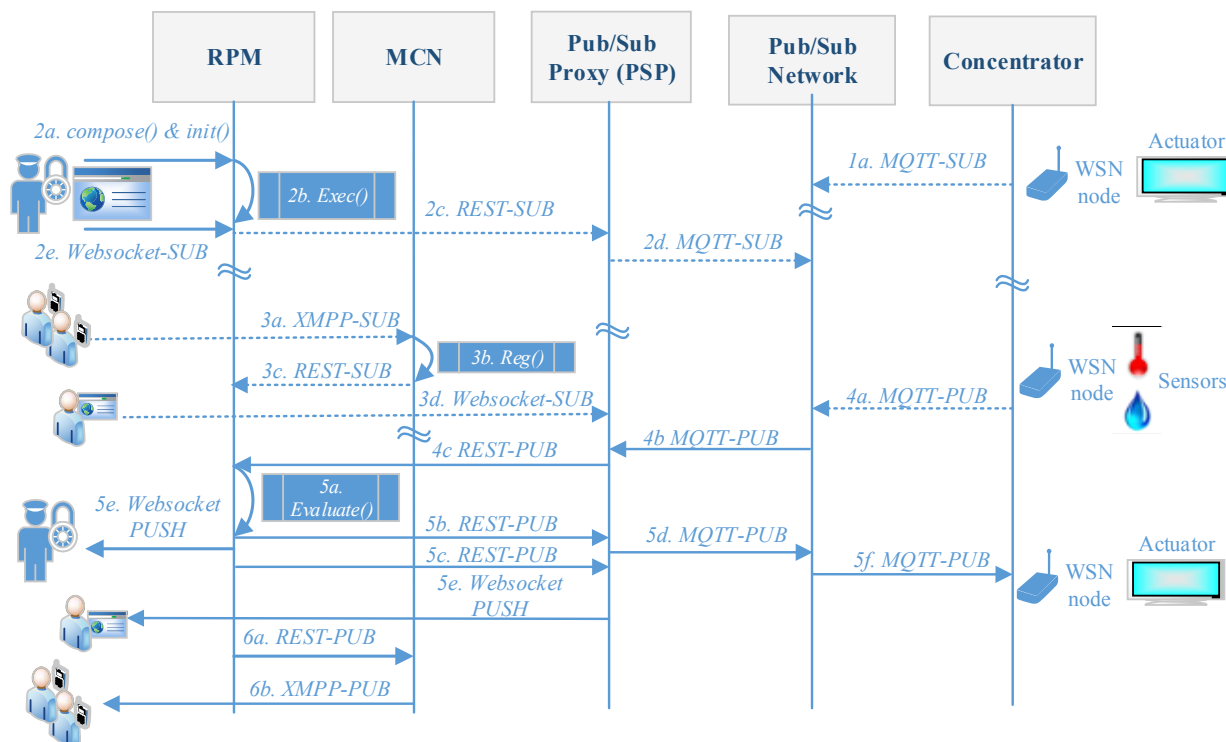 RPM
MCN
Pub/Sub
Proxy (PSP)
Pub/Sub
Network
Concentrator
2a. compose() & init()
1a. MQTT-SUB
WSN
node
Actuator
2b. Exec()
2c. REST-SUB
2e. Websocket-SUB
2d. MQTT-SUB
3a. XMPP-SUB
3b. Reg()
3c. REST-SUB
WSN
node
Sensors
3d. Websocket-SUB
4a. MQTT-PUB
4b MQTT-PUB
4c REST-PUB
5a.
Evaluate()
5e. Websocket
PUSH
5b. REST-PUB
5d. MQTT-PUB
5c. REST-PUB
5f. MQTT-PUB
WSN
node
Actuator
5e. Websocket
PUSH
6a. REST-PUB
6b. XMPP-PUB